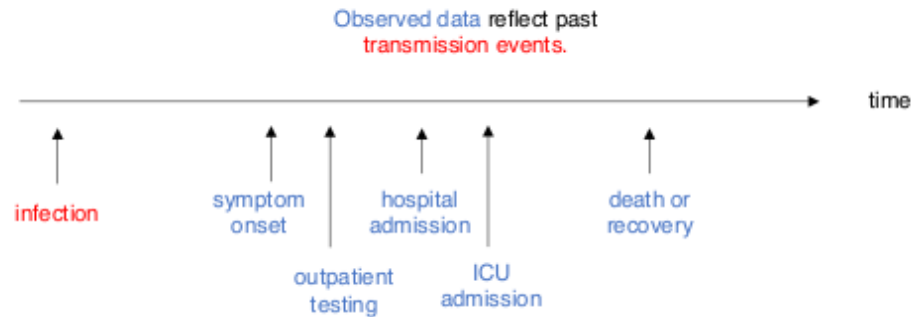 Observed data reflect past
transmission events.
time
infection
symptom
onset
outpatient
testing
hospital
admission
ICU
admission
death or
recovery